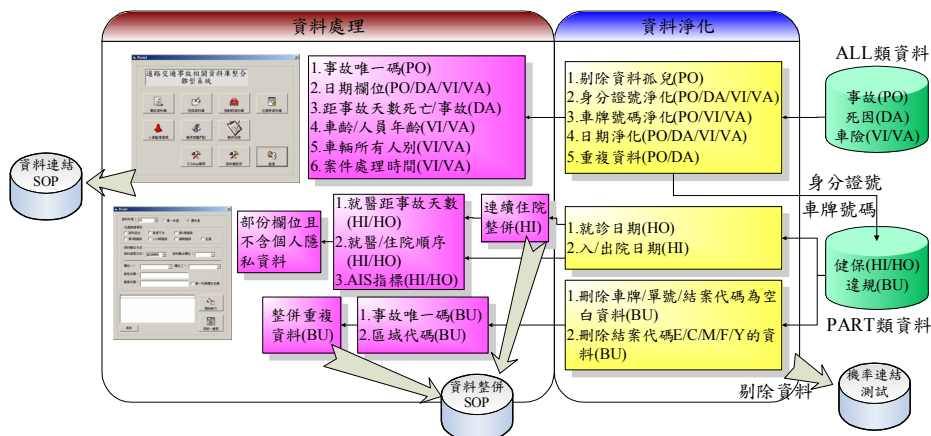 資料處理
資料淨化
道路交通事故相關資料庫整合
雛型系統
1.事故唯一碼(PO)
2.日期欄位(PO/DA/VI/VA)
3.距事故天數死亡/事故(DA)
4.車齡/人員年齡(VI/VA)
5.車輛所有人別(VI/VA)
6.案件處理時間(VI/VA)
1.剔除資料孤兒(PO)
2.身分證號淨化(PO/DA/VI/VA)
3.車牌號碼淨化(PO/VI/VA)
4.日期淨化(PO/DA/VI/VA)
5.重複資料(PO/DA)
ALL類資料
事故(PO)
死因(DA)
車險(VI/VA)
資料連結
SOP
身分證號
車牌號碼
部份欄位且
不含個人隱
私資料
1.就醫距事故天數
(HI/HO)
2.就醫/住院順序
(HI/HO)
3.AIS指標(HI/HO)
連續住院
整併(HI)
1.就診日期(HO)
2.入/出院日期(HI)
健保(HI/HO)
違規(BU)
PART類資料
整併重複
資料(BU)
1.事故唯一碼(BU)
2.區域代碼(BU)
1.刪除車牌/單號/結案代碼為空
白資料(BU)
2.刪除結案代碼E/C/M/F/Y的資
料(BU)
資料整併
SOP
剔除資料
機率連結
測試